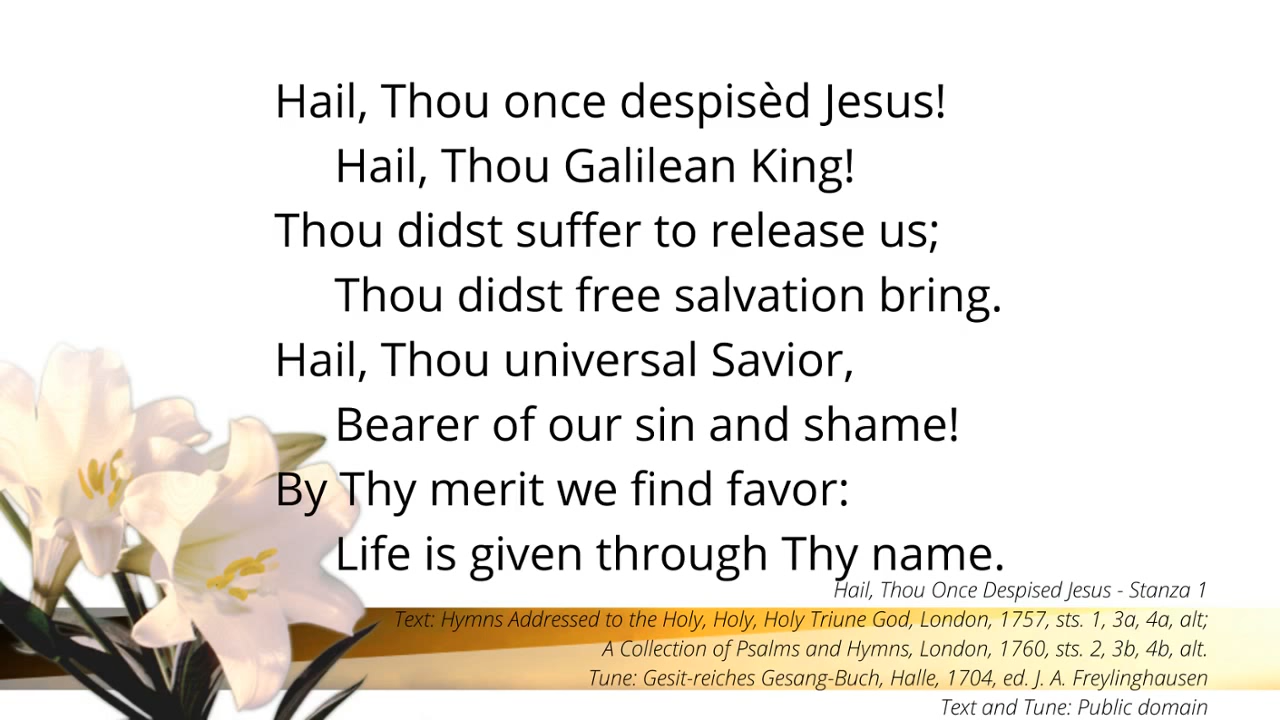 Hail, Thou once despisèd Jesus!
Hail, Thou Galilean King!
Thou didst suffer to release us;
Thou didst free salvation bring.
Hail, Thou universal Savior,
Bearer of our sin and shame!
By Thy merit we find favor:
Life is given through Thy name.
Hail, Thou Once Despised Jesus - Stanza 1
Text: Hymns Addressed to the Holy, Holy, Holy Triune God, London, 1757, sts. 1, 3a, 4a, alt;
A Collection of Psalms and Hymns, London, 1760, sts. 2, 3b, 4b, alt.
Tune: Gesit-reiches Gesang-Buch, Halle, 1704, ed. J. A. Freylinghausen
Text and Tune: Public domain